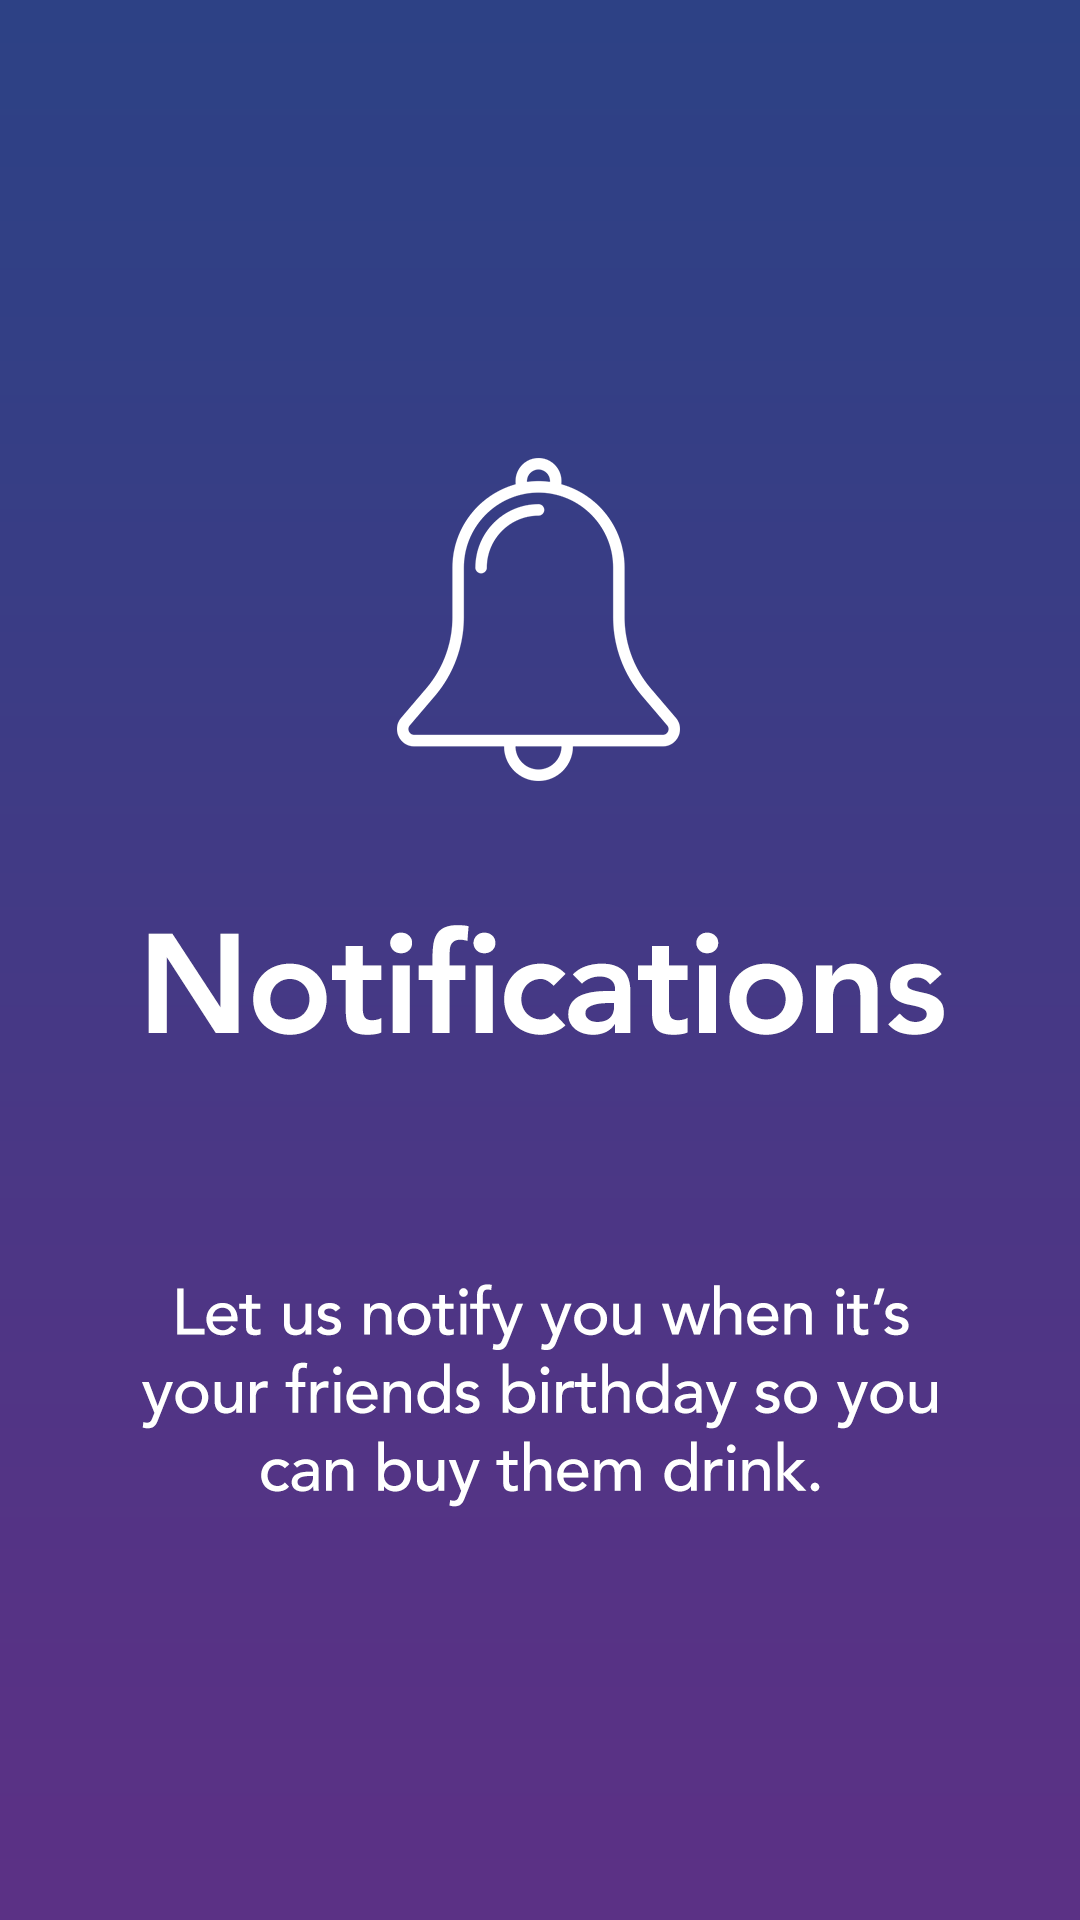 Notifications
Let us notify you when it’s
your friends birthday so you
can buy them drink.